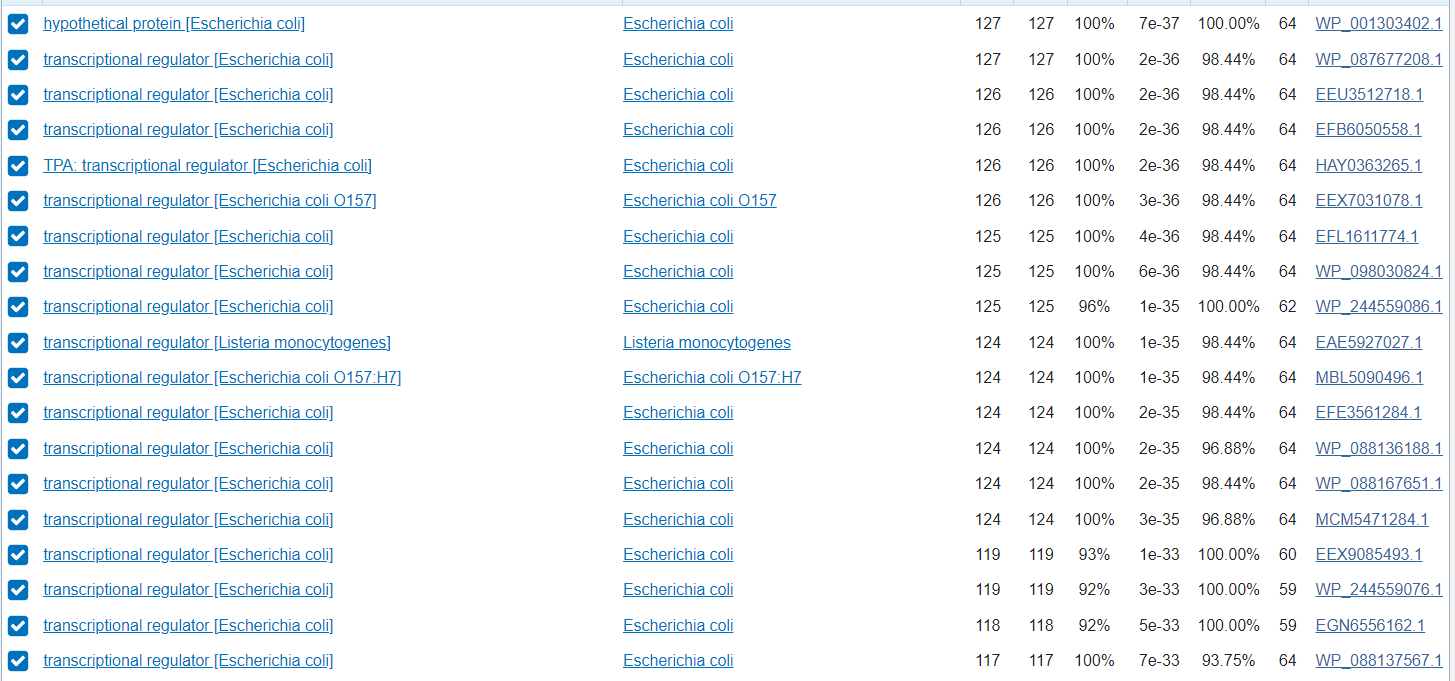 hypothetical protein [Escherichia coli] Escherichia coli 127 127 100% 7e-37 100.00% 64 WP_001303402.1
transcriptional regulator [Escherichia coli] Escherichia coli 127 127 100% 2e-36 98.44% 64 WP_087677208.1
transcriptional regulator [Escherichia coli] Escherichia coli 126 126 100% 2e-36 98.44% 64 EEU3512718.1
transcriptional regulator [Escherichia coli] Escherichia coli 126 126 100% 2e-36 98.44% 64 EFB6050558.1
TPA: transcriptional regulator [Escherichia coli] Escherichia coli 126 126 100% 2e-36 98.44% 64 HAY0363265.1
transcriptional regulator [Escherichia coli O157] Escherichia coli O157 126 126 100% 3e-36 98.44% 64 EEX7031078.1
transcriptional regulator [Escherichia coli] Escherichia coli 125 125 100% 4e-36 98.44% 64 EFL1611774.1
transcriptional regulator [Escherichia coli] Escherichia coli 125 125 100% 6e-36 98.44% 64 WP_098030824.1
transcriptional regulator [Escherichia coli] Escherichia coli 125 125 96% 1e-35 100.00% 62 WP_244559086.1
transcriptional regulator [Listeria monocytogenes] Listeria monocytogenes 124 124 100% 1e-35 98.44% 64 EAE5927027.1
transcriptional regulator [Escherichia coli O157:H7] Escherichia coli O157:H7 124 124 100% 1e-35 98.44% 64 MBL5090496.1
transcriptional regulator [Escherichia coli] Escherichia coli 124 124 100% 2e-35 98.44% 64 EFE3561284.1
transcriptional regulator [Escherichia coli] Escherichia coli 124 124 100% 2e-35 96.88% 64 WP_088136188.1
transcriptional regulator [Escherichia coli] Escherichia coli 124 124 100% 2e-35 98.44% 64 WP_088167651.1
transcriptional regulator [Escherichia coli] Escherichia coli 124 124 100% 3e-35 96.88% 64 MCM5471284.1
transcriptional regulator [Escherichia coli] Escherichia coli 119 119 93% 1e-33 100.00% 60 EEX9085493.1
transcriptional regulator [Escherichia coli] Escherichia coli 119 119 92% 3e-33 100.00% 59 WP_244559076.1
transcriptional regulator [Escherichia coli] Escherichia coli 118 118 92% 5e-33 100.00% 59 EGN6556162.1
transcriptional regulator [Escherichia coli] Escherichia coli 117 117 100% 7e-33 93.75% 64 WP_088137567.1